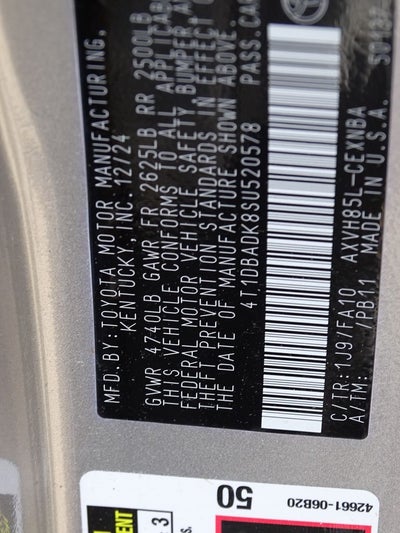 MFD.BY:TOYOTA MOTOR MANUFACTURING,
KENTUCKY, INC.12/24
GVWR 4740LB GAWR FR 2625LB RR 2500LB
THIS VEHICLE CONFORMS TO ALL APPLICABLE
FEDERAL MOTOR VEHICLE SAFETY, BUMPER, AND
THEFT PREVENTION STANDARDS IN EFFECT O
THE DATE OF MANUFACTURE SHOWN ABOVE.
4T1DBADK8SU520578 PASS.CAR
C/TR: 1J9/FA10 AXVH85L-CEXNBA
A/TM: /PB11 MADE IN U.S.A.
42661-06B20
50
3